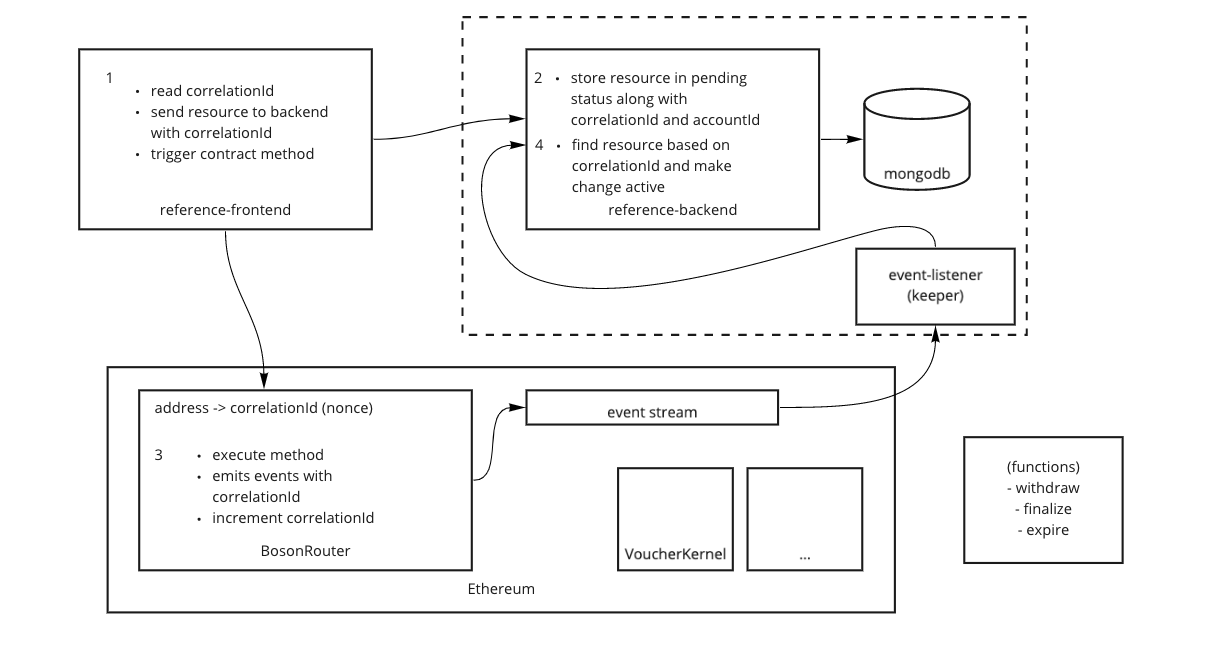 1
• read correlationId
• send resource to backend
with correlationId
• trigger contract method
reference-frontend
2 • store resource in pending
status along with
correlationId and accountId
4 • find resource based on
correlationId and make
change active
reference-backend
mongodb
event-listener
(keeper)
address -> correlationId (nonce)
3 • execute method
• emits events with
correlationId
• increment correlationId
BosonRouter
event stream
VoucherKernel
...
Ethereum
(functions)
- withdraw
- finalize
- expire